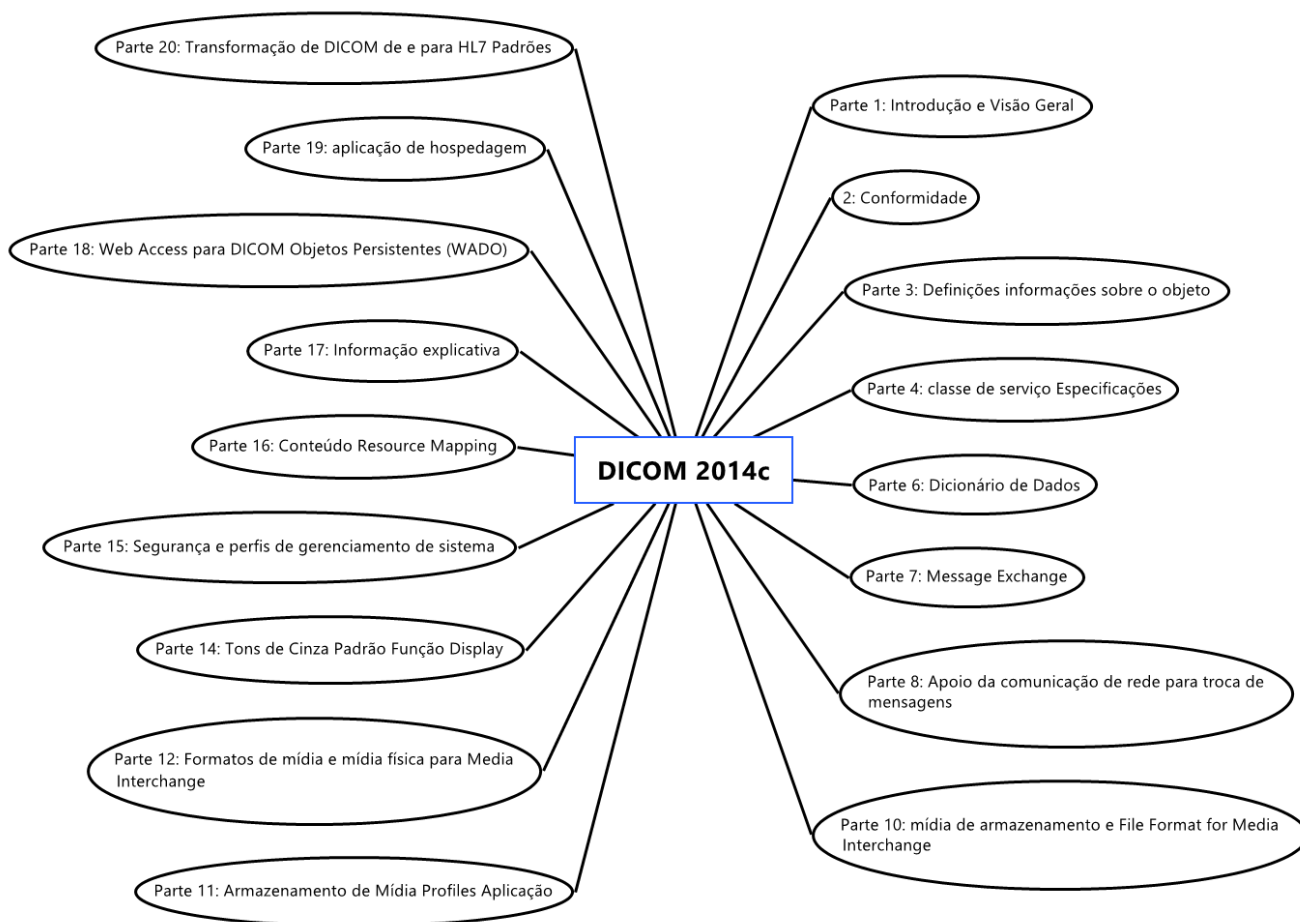 DICOM 2014c
Parte 1: Introdução e Visão Geral
2: Conformidade
Parte 3: Definições informações sobre o objeto
Parte 4: classe de serviço Especificações
Parte 6: Dicionário de Dados
Parte 7: Message Exchange
Parte 8: Apoio da comunicação de rede para troca de
mensagens
Parte 10: mídia de armazenamento e File Format for Media
Interchange
Parte 11: Armazenamento de Mídia Profiles Aplicação
Parte 12: Formatos de mídia e mídia física para Media
Interchange
Parte 14: Tons de Cinza Padrão Função Display
Parte 15: Segurança e perfis de gerenciamento de sistema
Parte 16: Conteúdo Resource Mapping
Parte 17: Informação explicativa
Parte 18: Web Access para DICOM Objetos Persistentes (WADO)
Parte 19: aplicação de hospedagem
Parte 20: Transformação de DICOM de e para HL7 Padrões